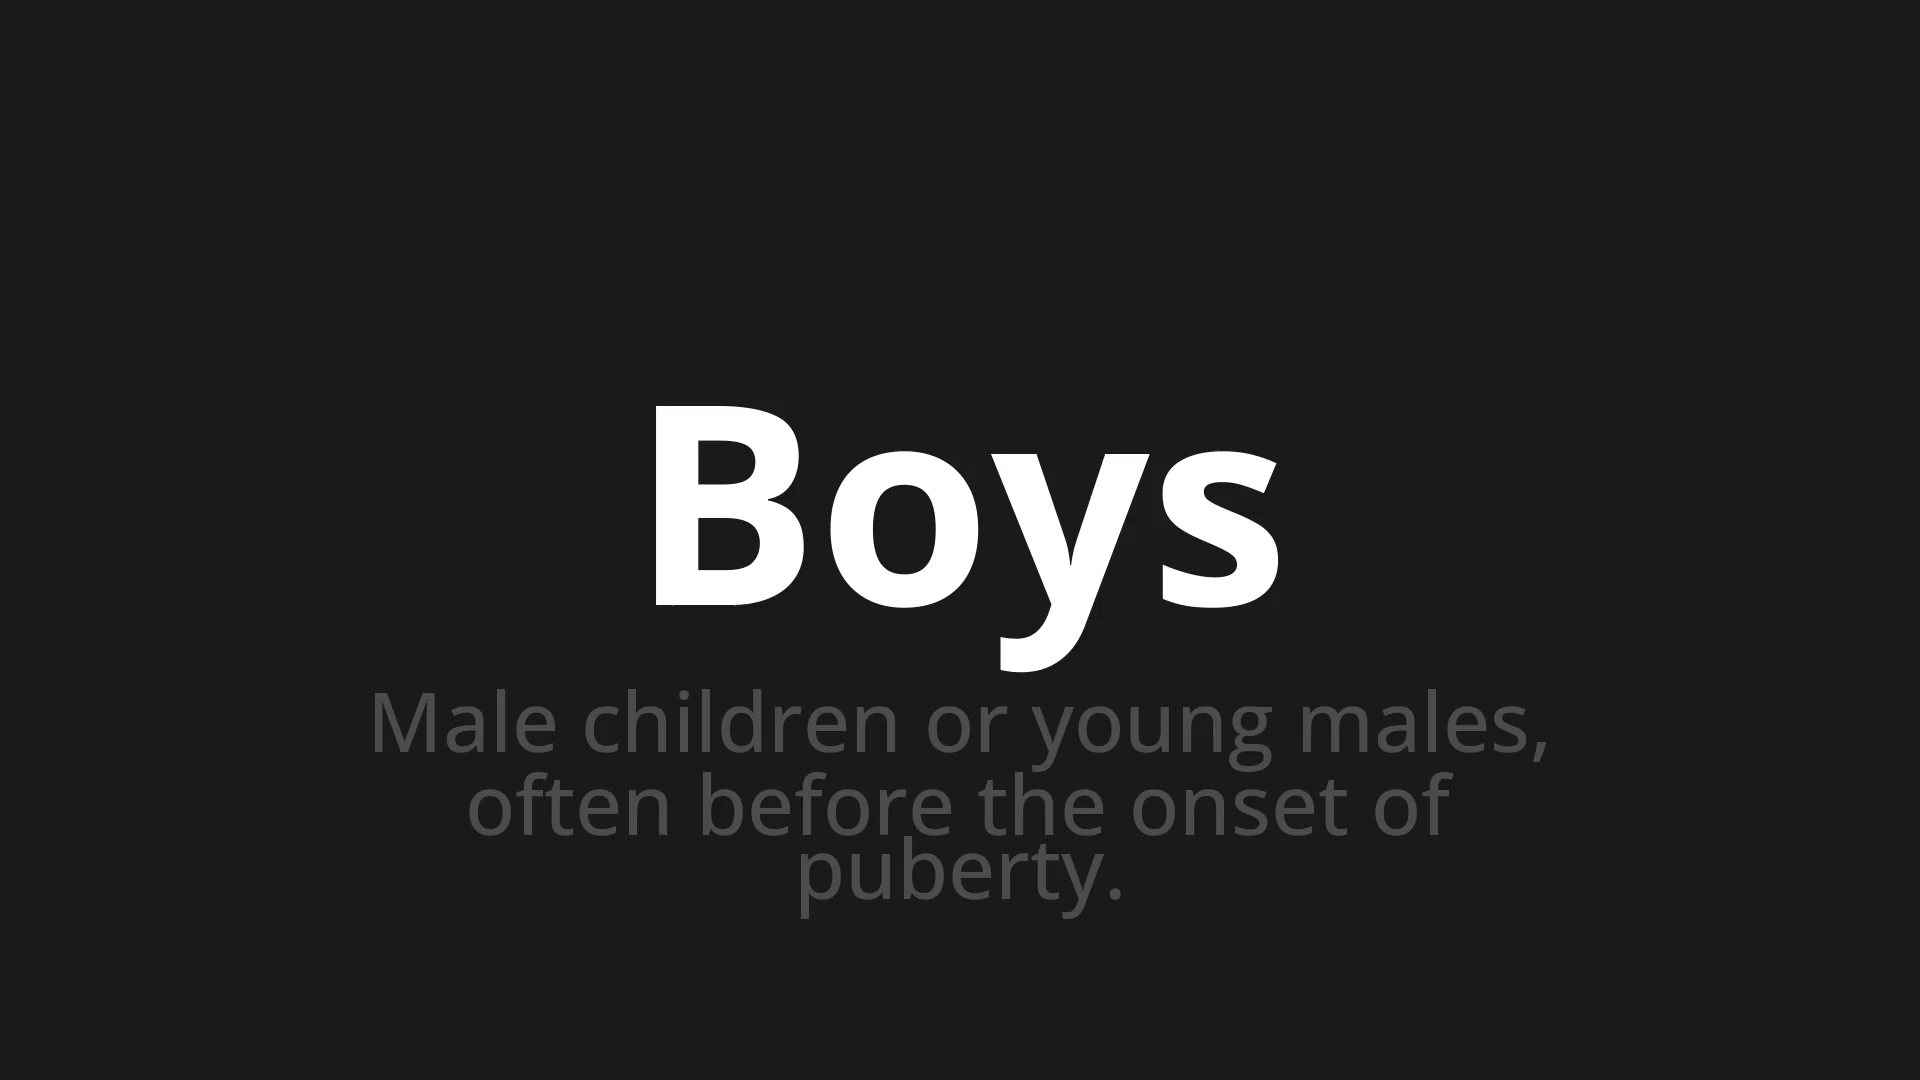 Boys
Male children or young males,
often before the onset of
puberty.